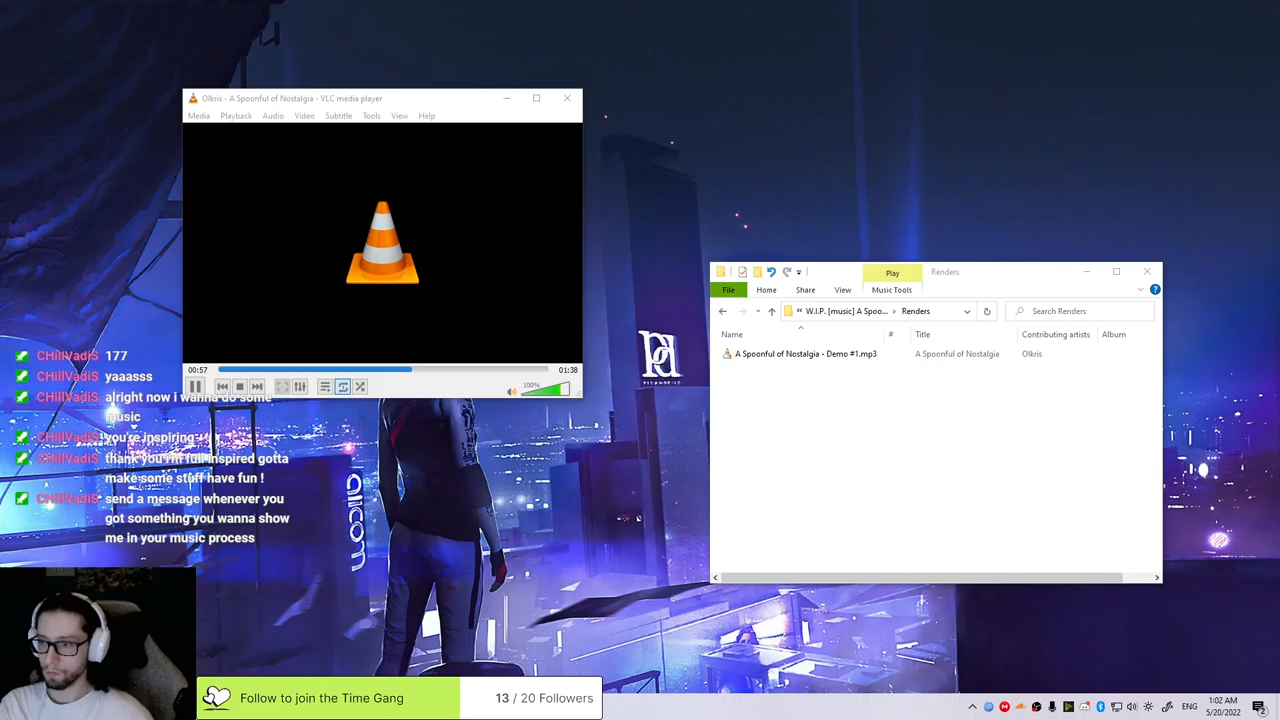 Olkris - A Spoonful of Nostalgia - VLC media player
Media Playback Audio Video Subtitle Tools View Help
00:57 01:38
100%
Play Renders
File Home Share View Music Tools
« W.I.P. [music] A Spoo... › Renders
Search Renders
Name # Title Contributing artists Album
A Spoonful of Nostalgia - Demo #1.mp3 A Spoonful of Nostalgia Olkris
CHillVadiS 177
CHillVadiS yaaasss
CHillVadiS alright now i wanna do some
music
CHillVadiS you're inspiring
CHillVadiS thank you i'm full inspired gotta
make some stuff have fun !
CHillVadiS send a message whenever you
got something you wanna show
me in your music process
allcom
Follow to join the Time Gang 13 / 20 Followers
ENG
1:02 AM
5/20/2022
2